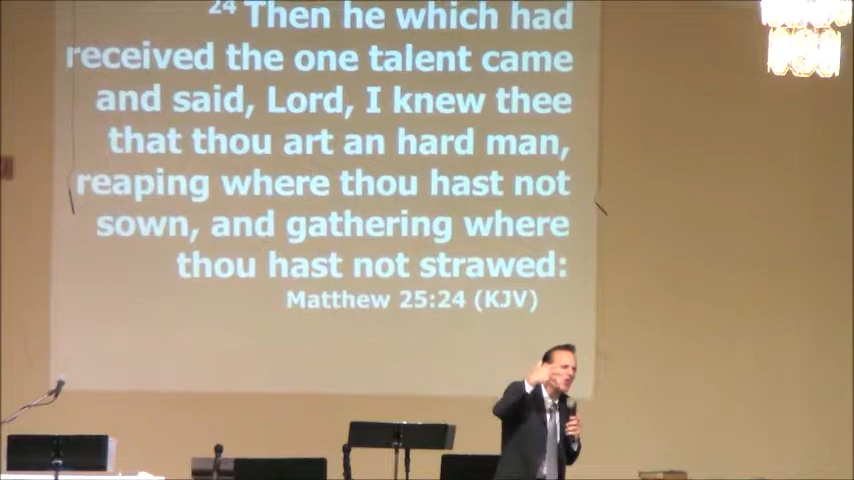 24 Then he which had
received the one talent came
and said, Lord, I knew thee
that thou art an hard man,
reaping where thou hast not
sown, and gathering where
thou hast not strawed:
Matthew 25:24 (KJV)